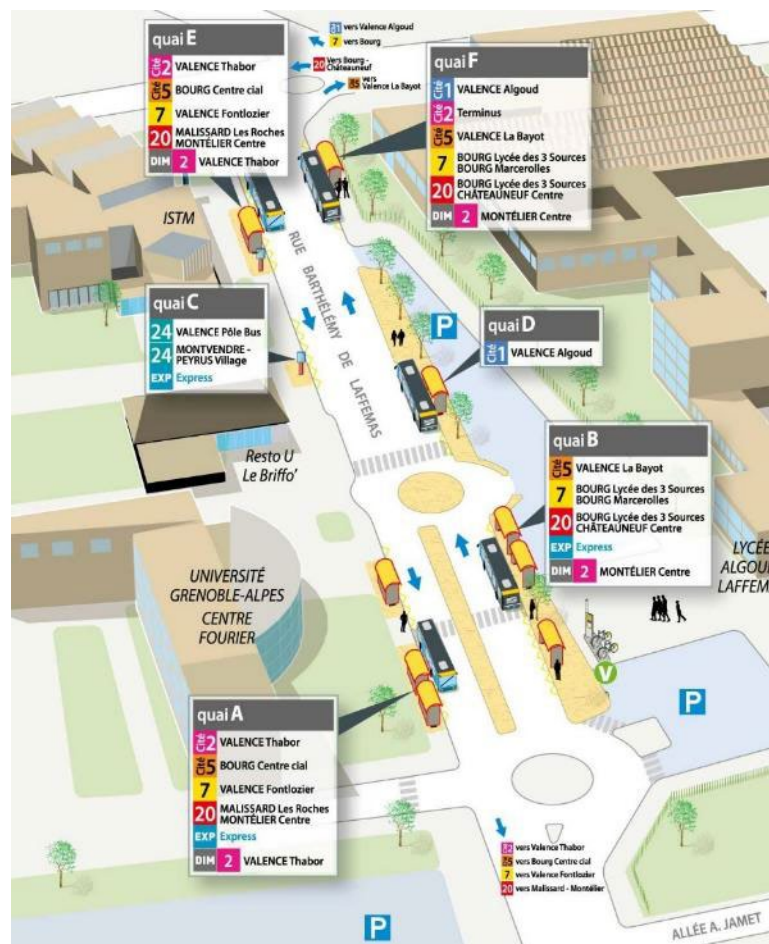 quai E
Cité 2 VALENCE Thabor
Cité 5 BOURG Centre cial
7 VALENCE Fontlozier
20 MALISSARD Les Roches
MONTÉLIER Centre
DIM 2 VALENCE Thabor
vers Valence Algoud
7 vers Bourg
20 Vers Bourg -
Châteauneuf
vers
Valence La Bayot
quai F
Cité 1 VALENCE Algoud
Cité 2 Terminus
Cité 5 VALENCE La Bayot
7 BOURG Lycée des 3 Sources
BOURG Marcerolles
20 BOURG Lycée des 3 Sources
CHÂTEAUNEUF Centre
DIM 2 MONTÉLIER Centre
ISTM
RUE BARTHÉLÉMY DE LAFFEMAS
quai C
24 VALENCE Pôle Bus
24 MONTVENDRE -
PEYRUS Village
EXP Express
P
quai D
Cité 1 VALENCE Algoud
Resto U
Le Briffo'
quai B
Cité 5 VALENCE La Bayot
7 BOURG Lycée des 3 Sources
BOURG Marcerolles
20 BOURG Lycée des 3 Sources
CHÂTEAUNEUF Centre
EXP Express
DIM 2 MONTÉLIER Centre
UNIVERSITÉ
GRENOBLE-ALPES
CENTRE
FOURIER
LYCÉE
ALGOU
LAFFEM
V
P
quai A
Cité 2 VALENCE Thabor
Cité 5 BOURG Centre cial
7 VALENCE Fontlozier
20 MALISSARD Les Roches
MONTÉLIER Centre
EXP Express
DIM 2 VALENCE Thabor
vers Valence Thabor
vers Bourg Centre cial
7 vers Valence Fontlozier
20 vers Malissard - Montélier
P
ALLÉE A. JAMET